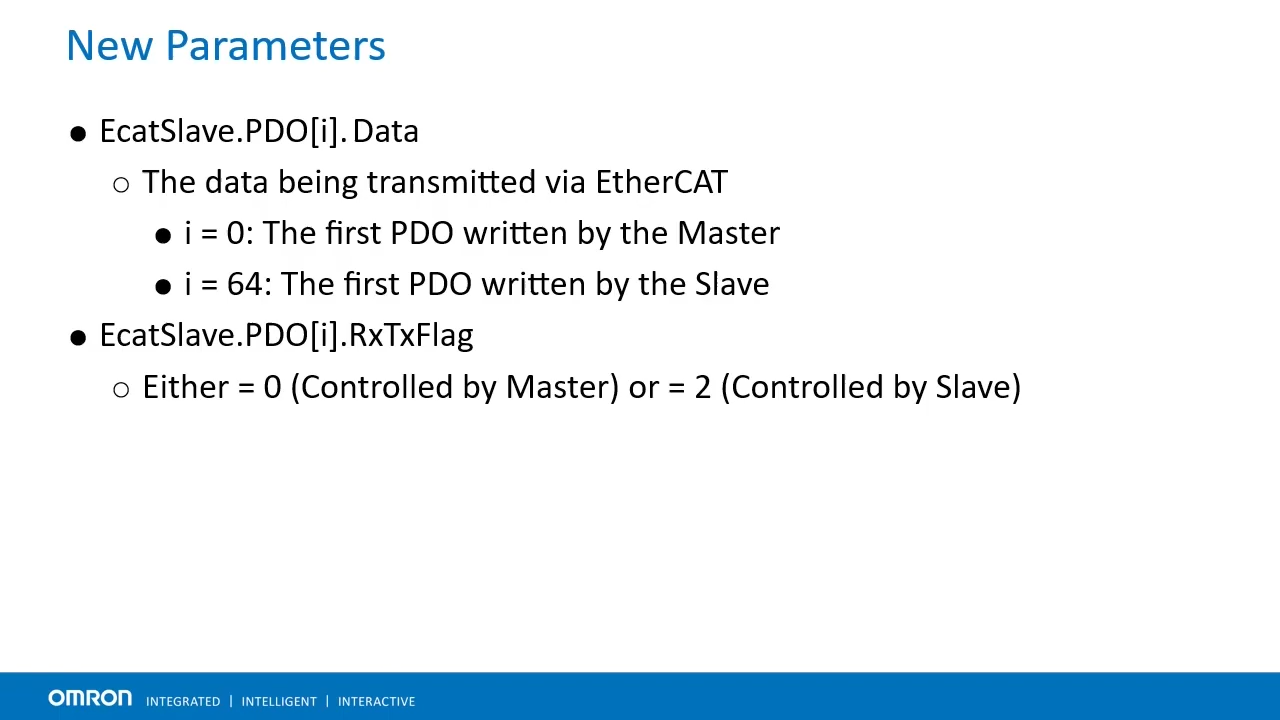 New Parameters
● EcatSlave.PDO[i].Data
○ The data being transmitted via EtherCAT
● i = 0: The first PDO written by the Master
● i = 64: The first PDO written by the Slave
● EcatSlave.PDO[i].RxTxFlag
○ Either = 0 (Controlled by Master) or = 2 (Controlled by Slave)
OMRON INTEGRATED | INTELLIGENT | INTERACTIVE